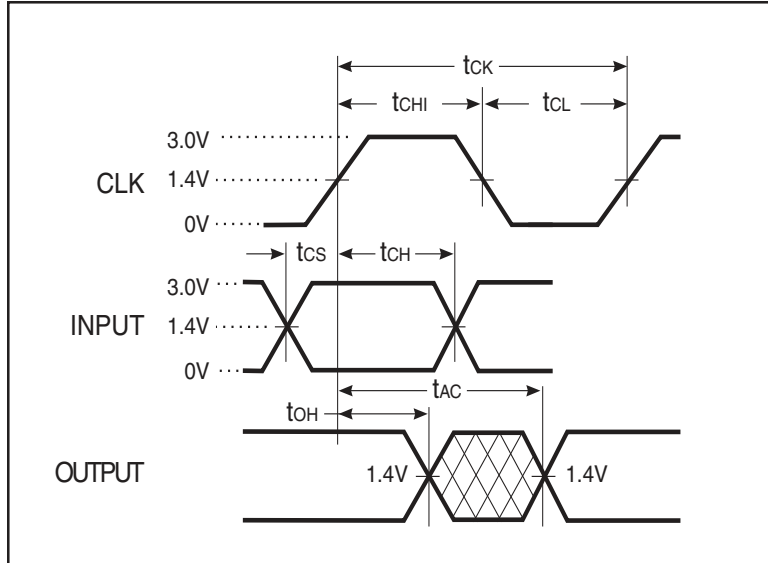 tCK
tCHI tCL
3.0V
CLK 1.4V
0V
tCS tCH
3.0V
INPUT 1.4V
0V
tAC
tOH
OUTPUT 1.4V 1.4V